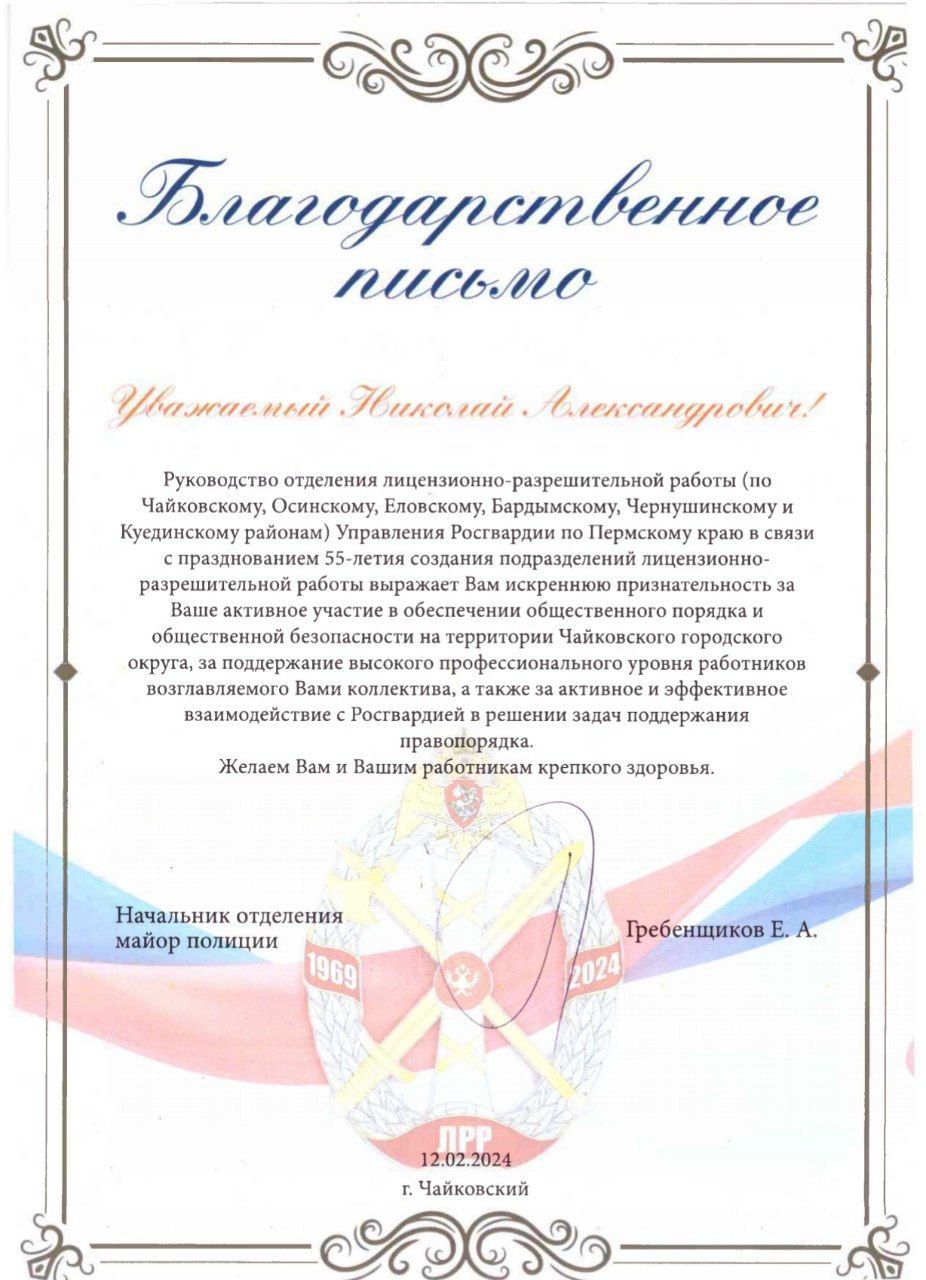 Благодарственное
письмо
Уважаемый Николай Александрович!
Руководство отделения лицензионно-разрешительной работы (по
Чайковскому, Осинскому, Еловскому, Бардымскому, Чернушинскому и
Куединскому районам) Управления Росгвардии по Пермскому краю в связи
с празднованием 55-летия создания подразделений лицензионно-
разрешительной работы выражает Вам искреннюю признательность за
Ваше активное участие в обеспечении общественного порядка и
общественной безопасности на территории Чайковского городского
округа, за поддержание высокого профессионального уровня работников
возглавляемого Вами коллектива, а также за активное и эффективное
взаимодействие с Росгвардией в решении задач поддержания
правопорядка.
Желаем Вам и Вашим работникам крепкого здоровья.
Начальник отделения
майор полиции
Гребенщиков Е. А.
1969
2024
ЛРР
12.02.2024
г. Чайковский